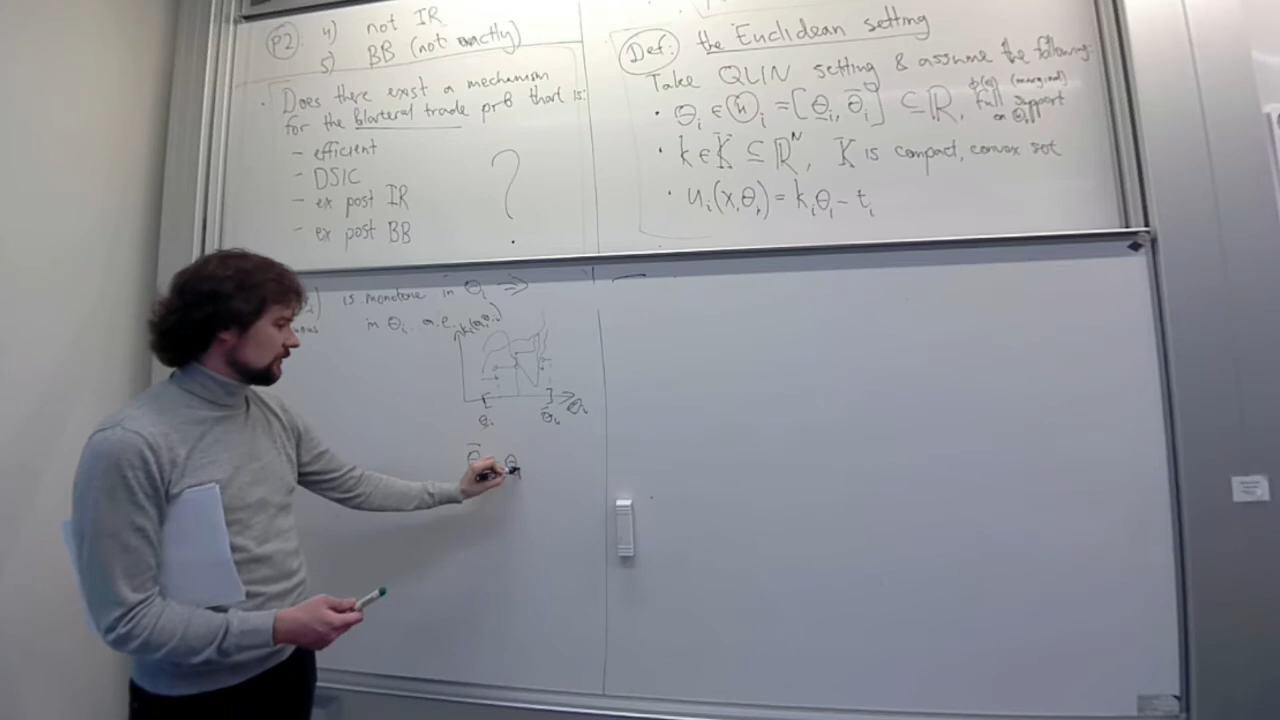 P2
4) not IR
5) BB (not exactly)
· Does there exist a mechanism
for the bilateral trade prb that is:
- efficient
- DSIC
- ex post IR
- ex post BB
?
Def: the Euclidean setting
Take QLIN setting & assume the following:
· θᵢ ∈ Ⓗᵢ = [θ̲ᵢ, θ̄ᵢ] ⊆ ℝ, ϕ(θ) (marginal) full support on Ⓗᵢ
· k ∈ K ⊆ ℝᴺ, K is compact, convex set
· uᵢ(x,θᵢ) = kᵢθᵢ - tᵢ
is monotone in θᵢ ⇒
in θᵢ a.e.
θᵢ
θ̄ᵢ
θᵢ